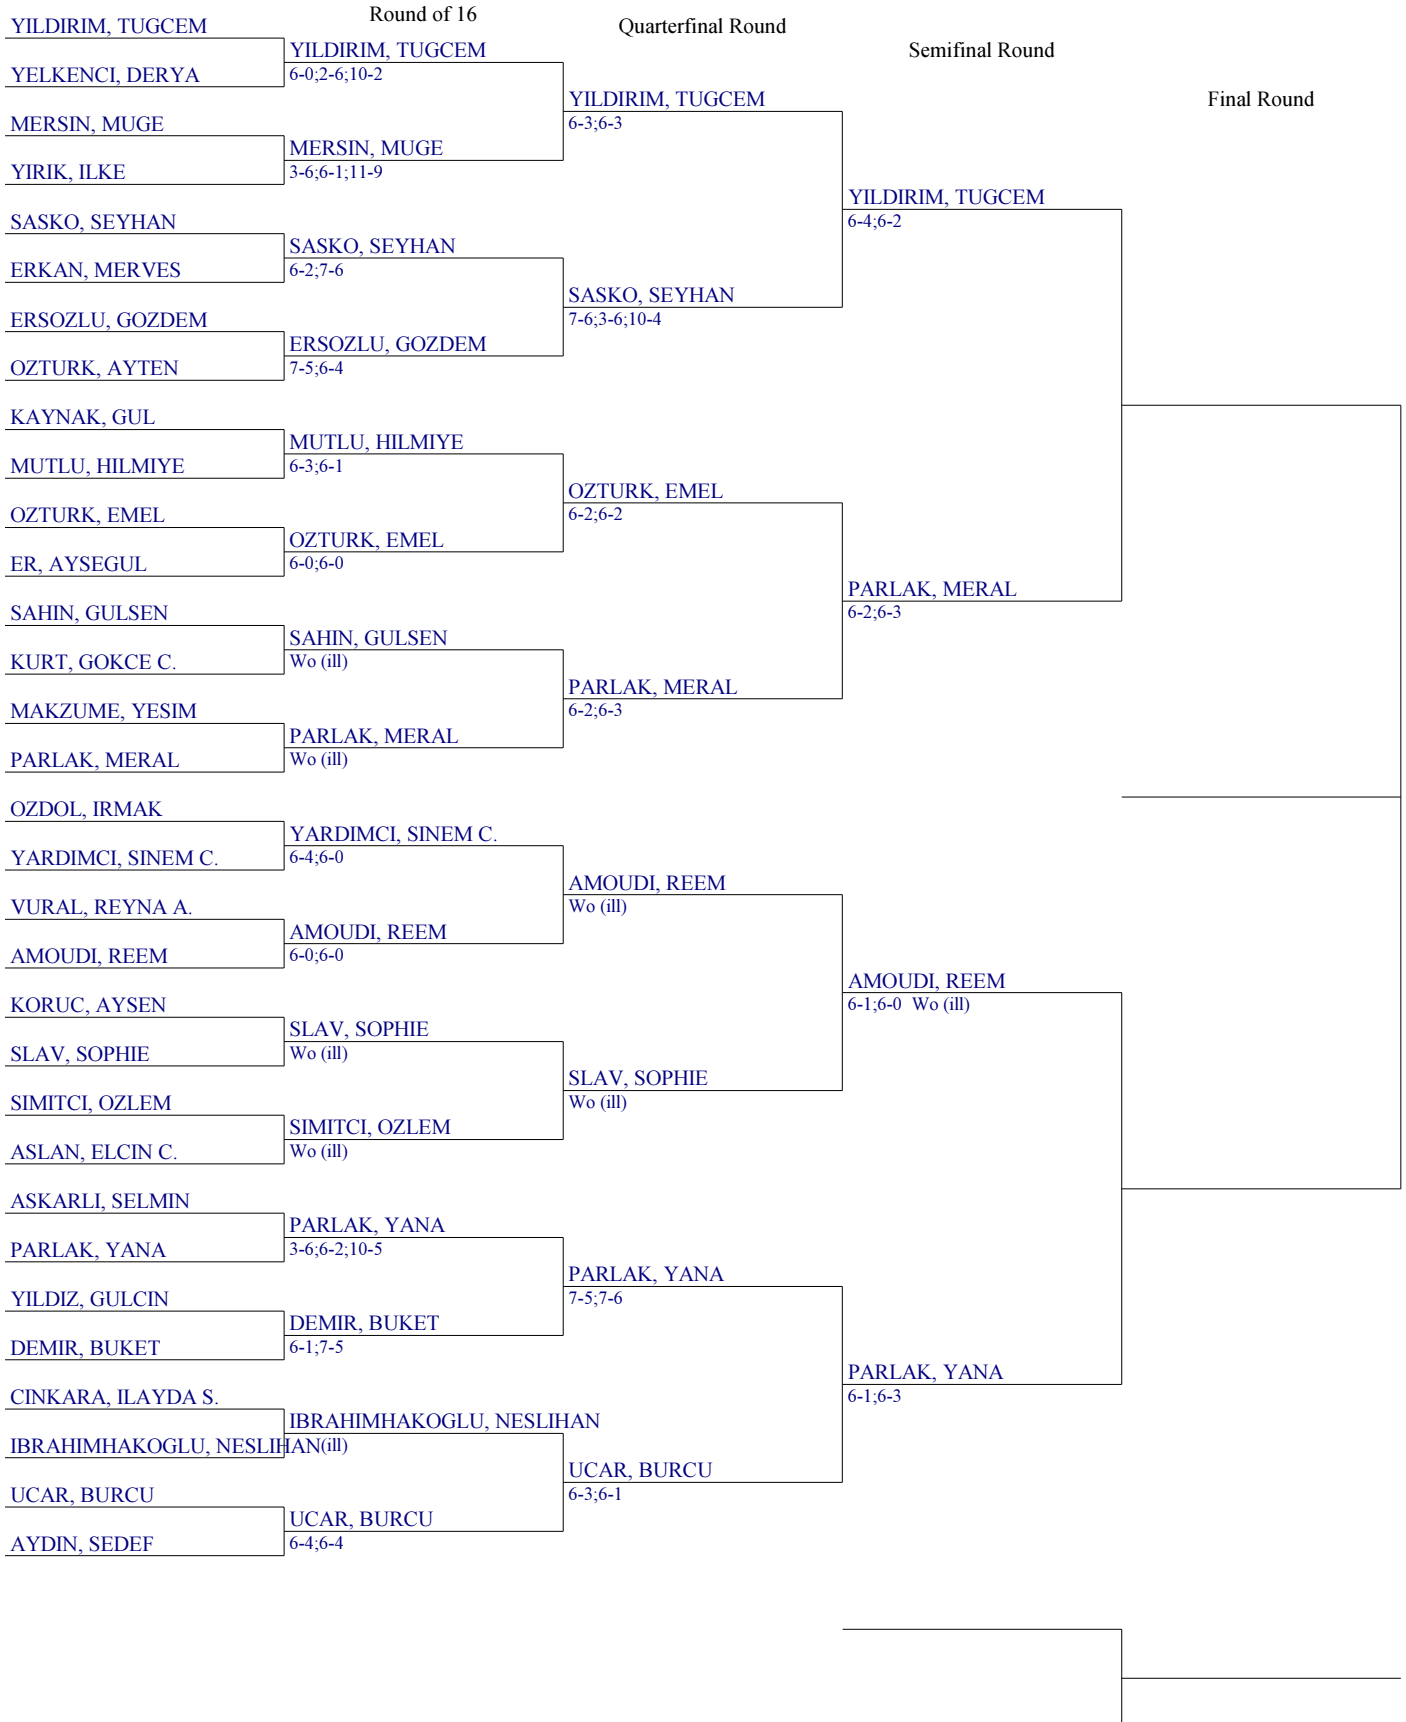 Round of 16
Quarterfinal Round
Semifinal Round
Final Round
YILDIRIM, TUGCEM
YELKENCI, DERYA
MERSIN, MUGE
YIRIK, ILKE
SASKO, SEYHAN
ERKAN, MERVES
ERSOZLU, GOZDEM
OZTURK, AYTEN
KAYNAK, GUL
MUTLU, HILMIYE
OZTURK, EMEL
ER, AYSEGUL
SAHIN, GULSEN
KURT, GOKCE C.
MAKZUME, YESIM
PARLAK, MERAL
OZDOL, IRMAK
YARDIMCI, SINEM C.
VURAL, REYNA A.
AMOUDI, REEM
KORUC, AYSEN
SLAV, SOPHIE
SIMITCI, OZLEM
ASLAN, ELCIN C.
ASKARLI, SELMIN
PARLAK, YANA
YILDIZ, GULCIN
DEMIR, BUKET
CINKARA, ILAYDA S.
IBRAHIMHAKOGLU, NESLIHAN
UCAR, BURCU
AYDIN, SEDEF
YILDIRIM, TUGCEM
6-0;2-6;10-2
MERSIN, MUGE
3-6;6-1;11-9
SASKO, SEYHAN
6-2;7-6
ERSOZLU, GOZDEM
7-5;6-4
MUTLU, HILMIYE
6-3;6-1
OZTURK, EMEL
6-0;6-0
SAHIN, GULSEN
Wo (ill)
PARLAK, MERAL
Wo (ill)
YARDIMCI, SINEM C.
6-4;6-0
AMOUDI, REEM
6-0;6-0
SLAV, SOPHIE
Wo (ill)
SIMITCI, OZLEM
Wo (ill)
PARLAK, YANA
3-6;6-2;10-5
DEMIR, BUKET
6-1;7-5
IBRAHIMHAKOGLU, NESLIHAN
(ill)
UCAR, BURCU
6-4;6-4
YILDIRIM, TUGCEM
6-3;6-3
SASKO, SEYHAN
7-6;3-6;10-4
OZTURK, EMEL
6-2;6-2
PARLAK, MERAL
6-2;6-3
AMOUDI, REEM
Wo (ill)
SLAV, SOPHIE
Wo (ill)
PARLAK, YANA
7-5;7-6
UCAR, BURCU
6-3;6-1
YILDIRIM, TUGCEM
6-4;6-2
PARLAK, MERAL
6-2;6-3
AMOUDI, REEM
6-1;6-0 Wo (ill)
PARLAK, YANA
6-1;6-3